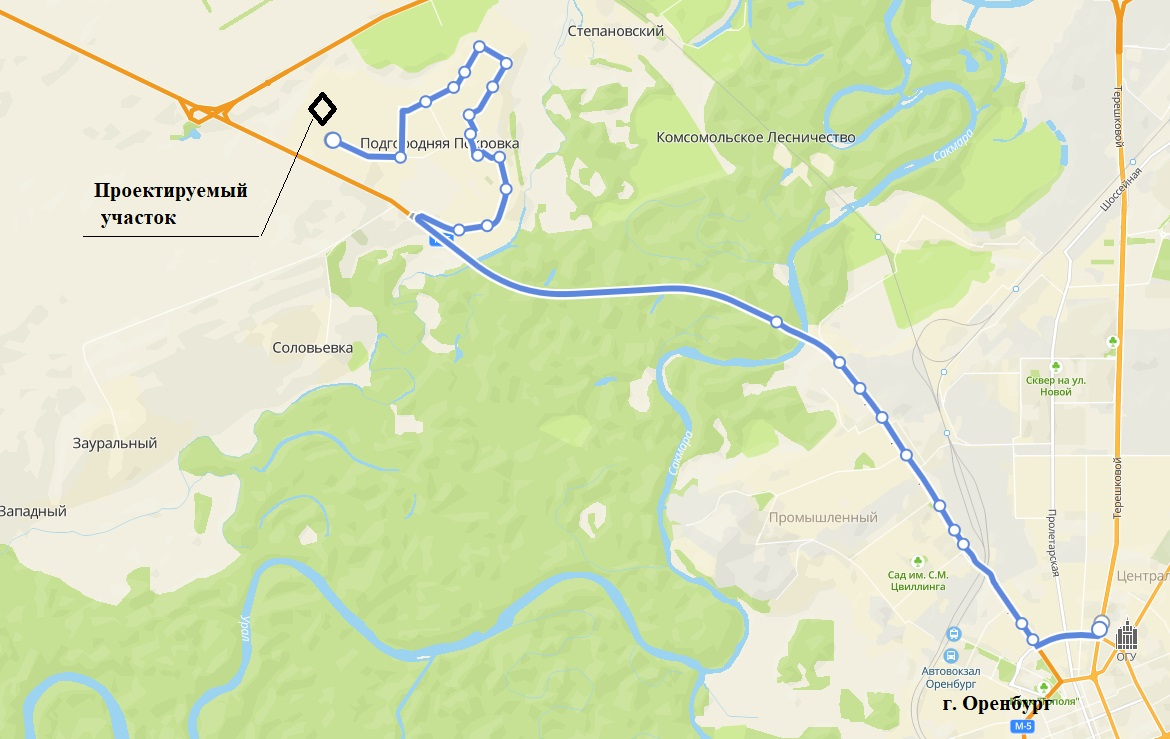 Степановский
Терешковой
Комсомольское Лесничество
Подгородняя Покровка
Сакмара
Шоссейная
Проектируемый
участок
Соловьевка
Сквер на ул.
Новой
Зауральный
Сакмара
Терешковой
Западный
Промышленный
Пролетарская
Сад им. С.М.
Цвиллинга
Централ
Урал
ОГУ
Автовокзал
Оренбург
г. Оренбург
М-5